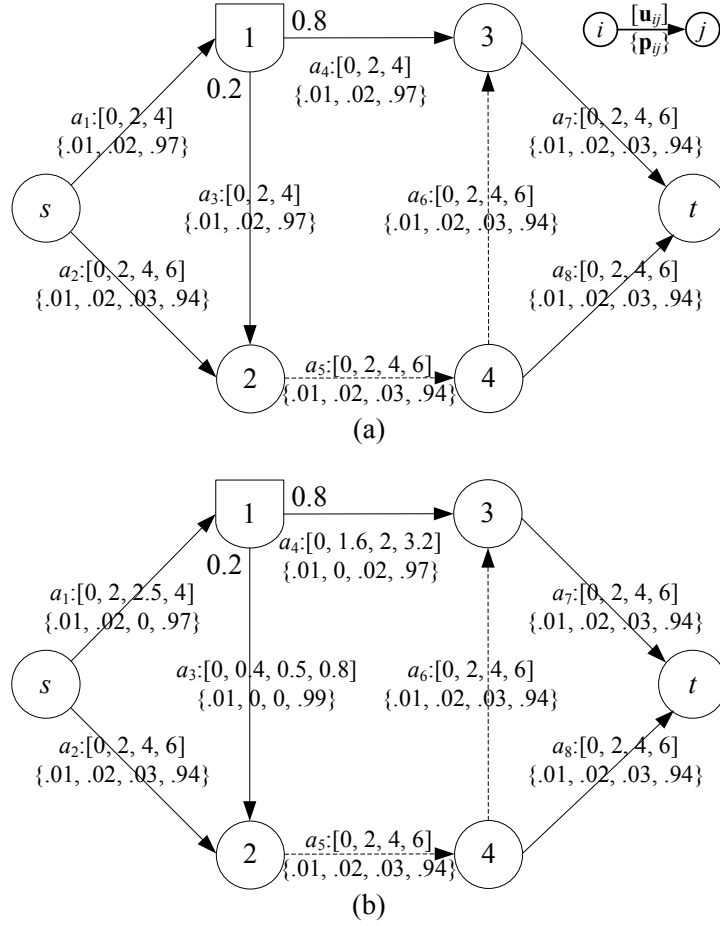 0.8
1
3
[u_ij]
i
j
{p_ij}
a4:[0, 2, 4]
{.01, .02, .97}
0.2
a1:[0, 2, 4]
{.01, .02, .97}
a7:[0, 2, 4, 6]
{.01, .02, .03, .94}
a3:[0, 2, 4]
{.01, .02, .97}
a6:[0, 2, 4, 6]
{.01, .02, .03, .94}
s
t
a2:[0, 2, 4, 6]
{.01, .02, .03, .94}
a8:[0, 2, 4, 6]
{.01, .02, .03, .94}
2
a5:[0, 2, 4, 6]
{.01, .02, .03, .94}
4
(a)
0.8
1
3
a4:[0, 1.6, 2, 3.2]
{.01, 0, .02, .97}
0.2
a1:[0, 2, 2.5, 4]
{.01, .02, 0, .97}
a7:[0, 2, 4, 6]
{.01, .02, .03, .94}
a3:[0, 0.4, 0.5, 0.8]
{.01, 0, 0, .99}
a6:[0, 2, 4, 6]
{.01, .02, .03, .94}
s
t
a2:[0, 2, 4, 6]
{.01, .02, .03, .94}
a8:[0, 2, 4, 6]
{.01, .02, .03, .94}
2
a5:[0, 2, 4, 6]
{.01, .02, .03, .94}
4
(b)